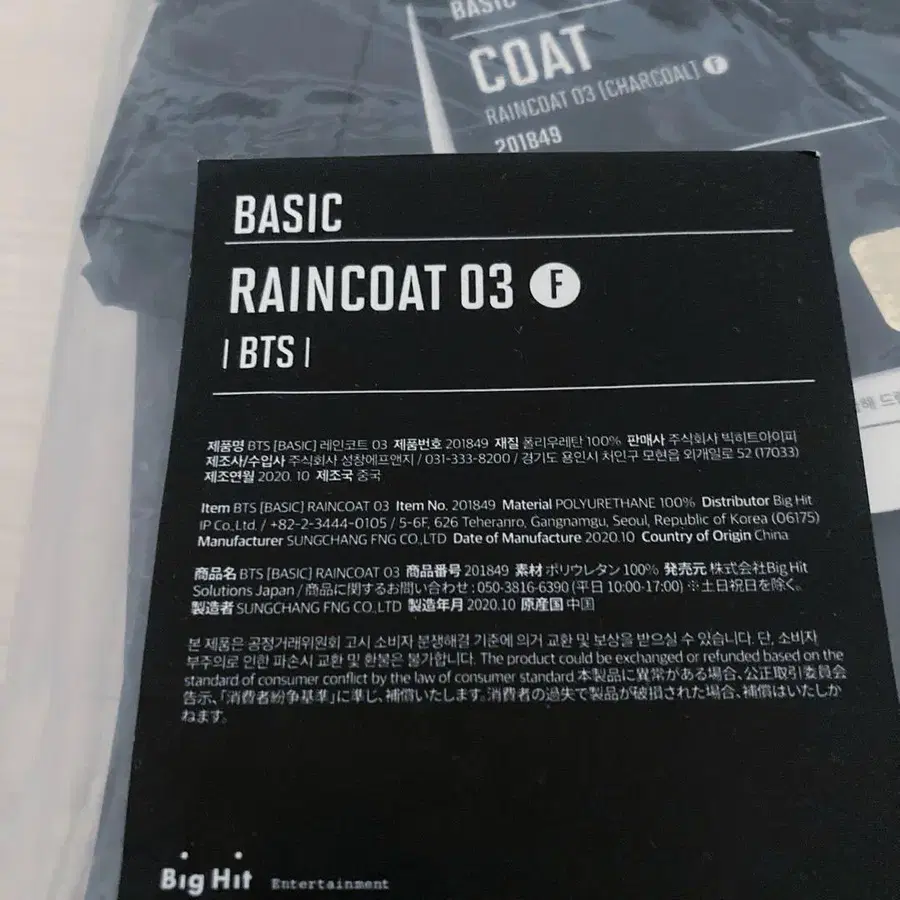 BASIC
COAT
RAINCOAT 03 [CHARCOAL] F
201849
BASIC
RAINCOAT 03 F
| BTS |
제품명 BTS [BASIC] 레인코트 03 제품번호 201849 재질 폴리우레탄 100% 판매사 주식회사 빅히트아이피
제조사/수입사 주식회사 성창에프앤지 / 031-333-8200 / 경기도 용인시 처인구 모현읍 외개일로 52 (17033)
제조연월 2020. 10 제조국 중국
Item BTS [BASIC] RAINCOAT 03 Item No. 201849 Material POLYURETHANE 100% Distributor Big Hit
IP Co.,Ltd. / +82-2-3444-0105 / 5-6F, 626 Teheranro, Gangnamgu, Seoul, Republic of Korea (06175)
Manufacturer SUNGCHANG FNG CO.,LTD Date of Manufacture 2020.10 Country of Origin China
商品名 BTS [BASIC] RAINCOAT 03 商品番号 201849 素材 ポリウレタン 100% 発売元 株式会社Big Hit
Solutions Japan / 商品に関するお問い合わせ : 050-3816-6390 (平日 10:00-17:00) ※土日祝日を除く。
製造者 SUNGCHANG FNG CO.,LTD 製造年月 2020.10 原産国 中国
본 제품은 공정거래위원회 고시 소비자 분쟁해결 기준에 의거 교환 및 보상을 받으실 수 있습니다. 단, 소비자
부주의로 인한 파손시 교환 및 환불은 불가합니다. The product could be exchanged or refunded based on the
standard of consumer conflict by the law of consumer standard 本製品に異常がある場合、公正取引委員会
告示、「消費者紛争基準」に準じ、補償いたします。消費者の過失で製品が破損された場合、補償はいたしか
ねます。
Big Hit Entertainment